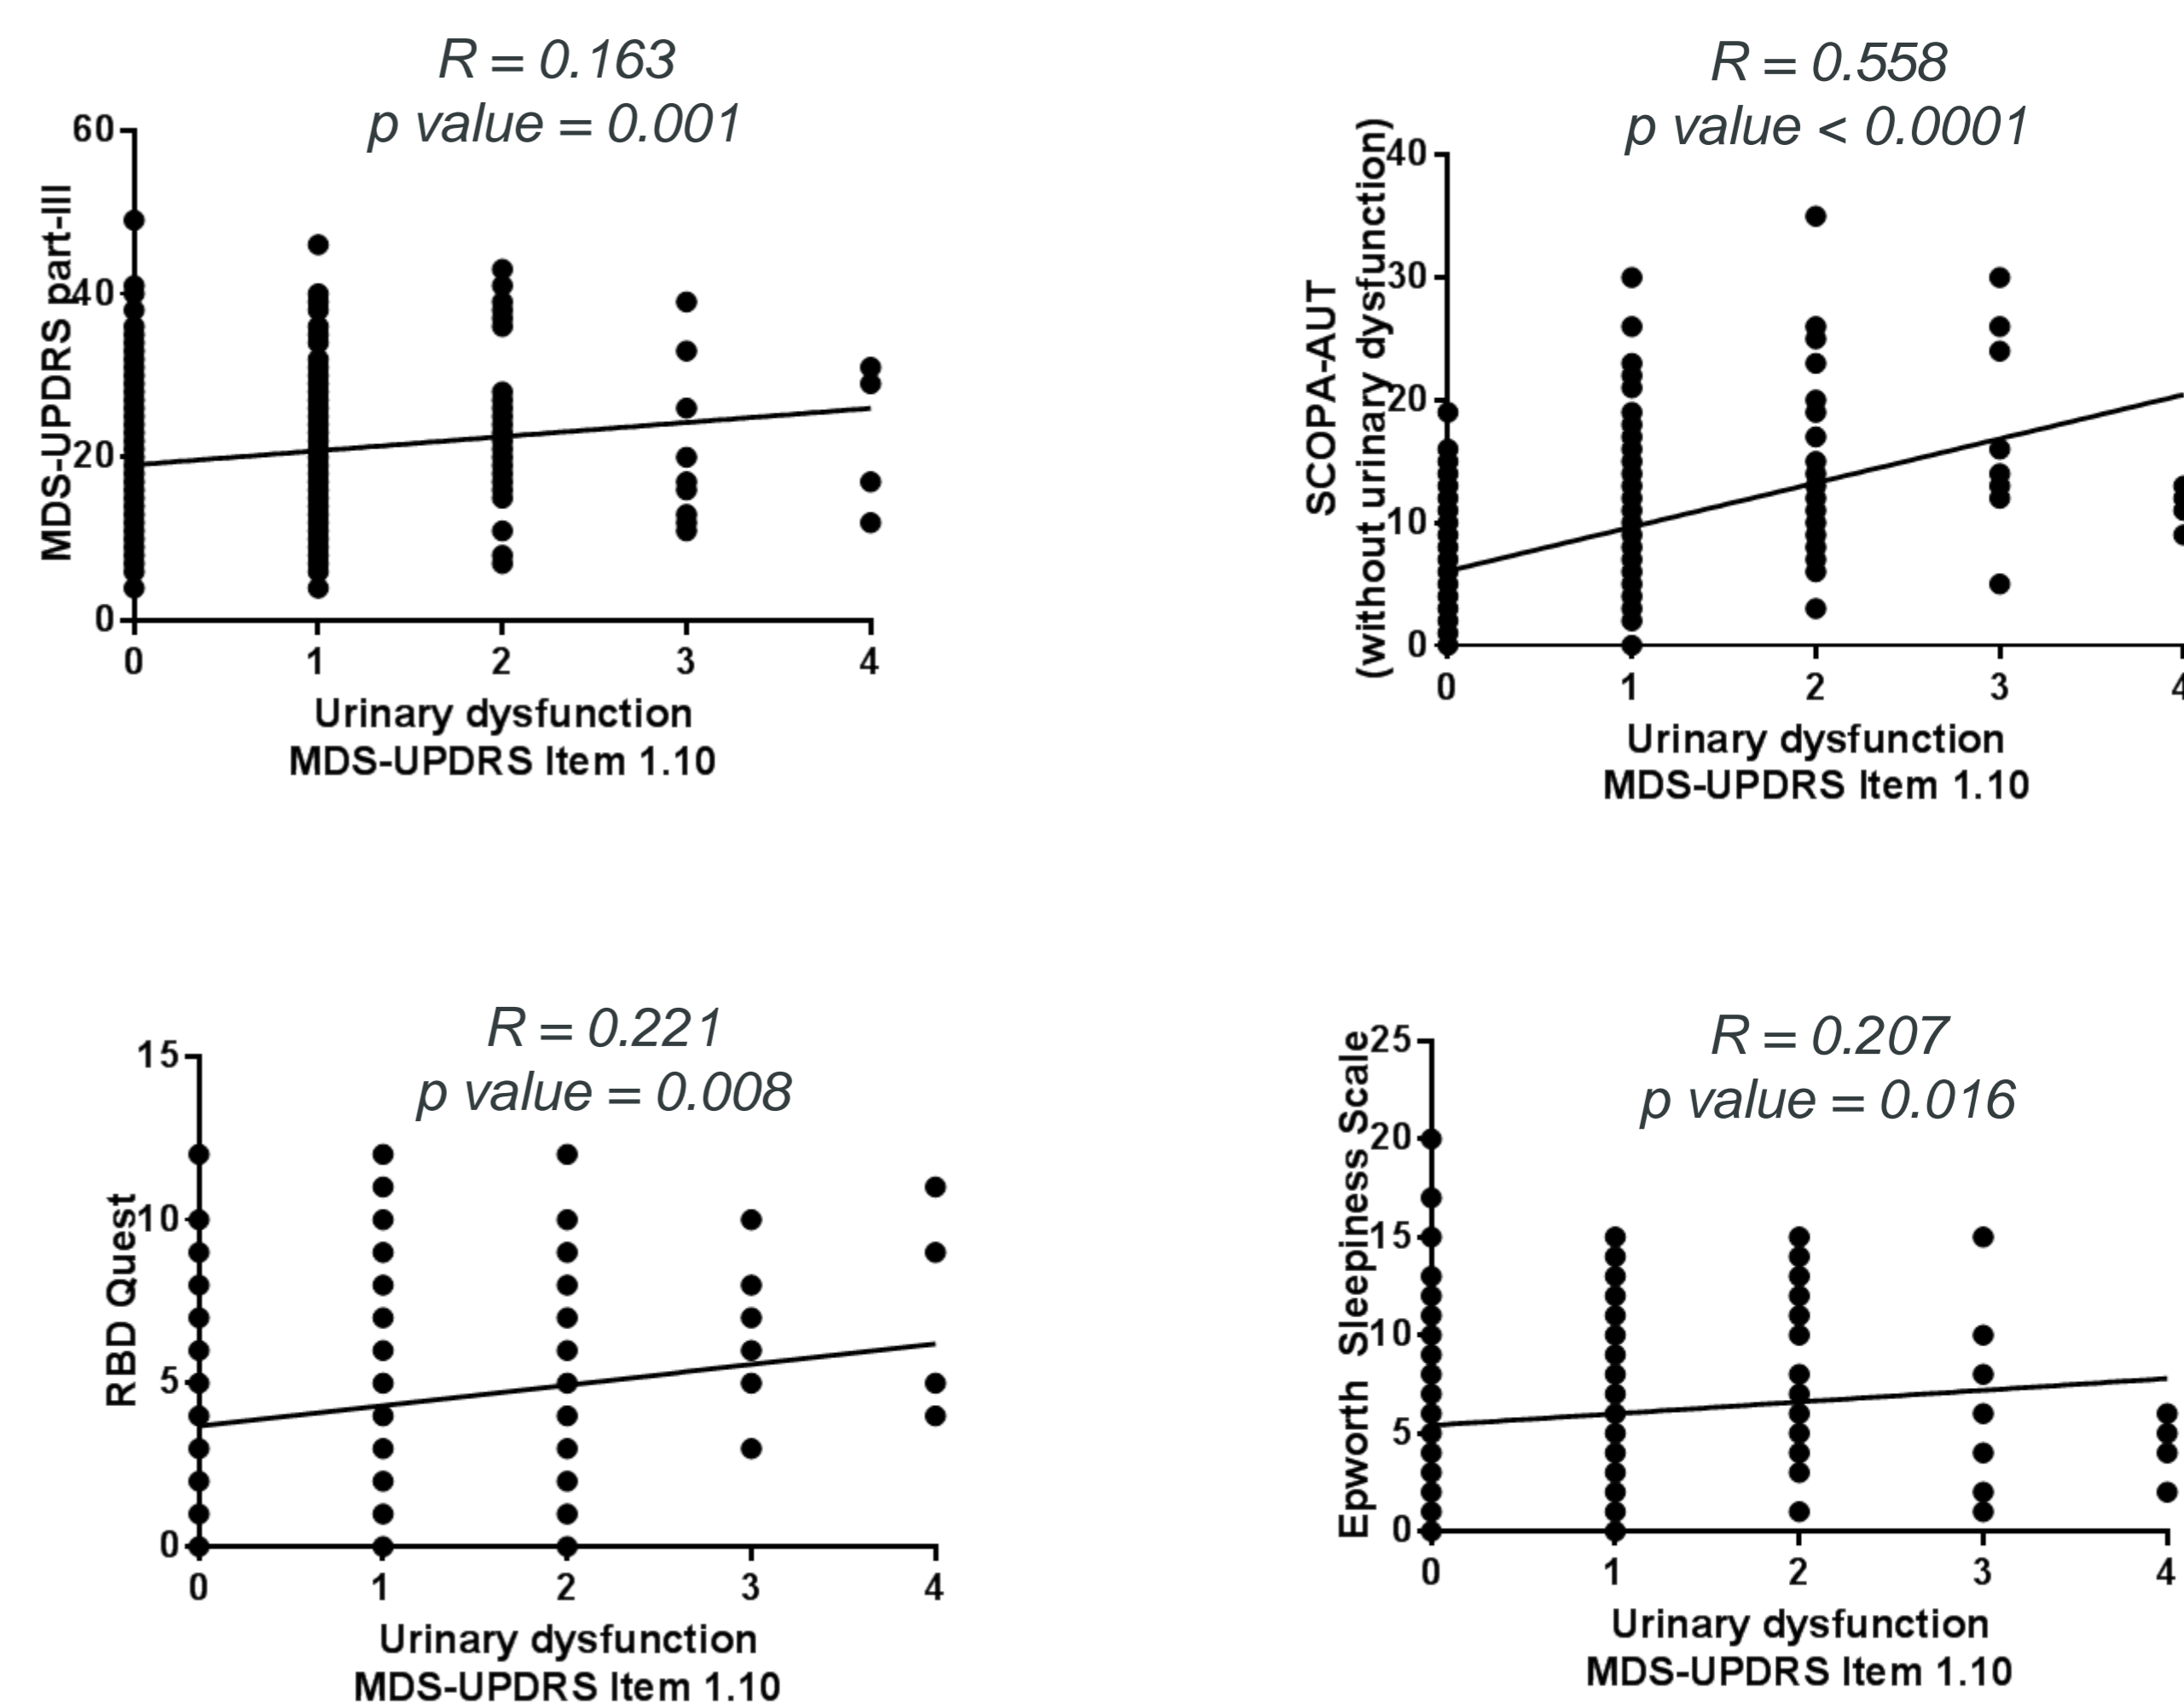 R = 0.163
p value = 0.001
MDS-UPDRS part-III
60
40
20
0
0 1 2 3 4
Urinary dysfunction
MDS-UPDRS Item 1.10
R = 0.558
p value < 0.0001
SCOPA-AUT
(without urinary dysfunction)
40
30
20
10
0
0 1 2 3 4
Urinary dysfunction
MDS-UPDRS Item 1.10
R = 0.221
p value = 0.008
RBD Quest
15
10
5
0
0 1 2 3 4
Urinary dysfunction
MDS-UPDRS Item 1.10
R = 0.207
p value = 0.016
Epworth Sleepiness Scale
25
20
15
10
5
0
0 1 2 3 4
Urinary dysfunction
MDS-UPDRS Item 1.10